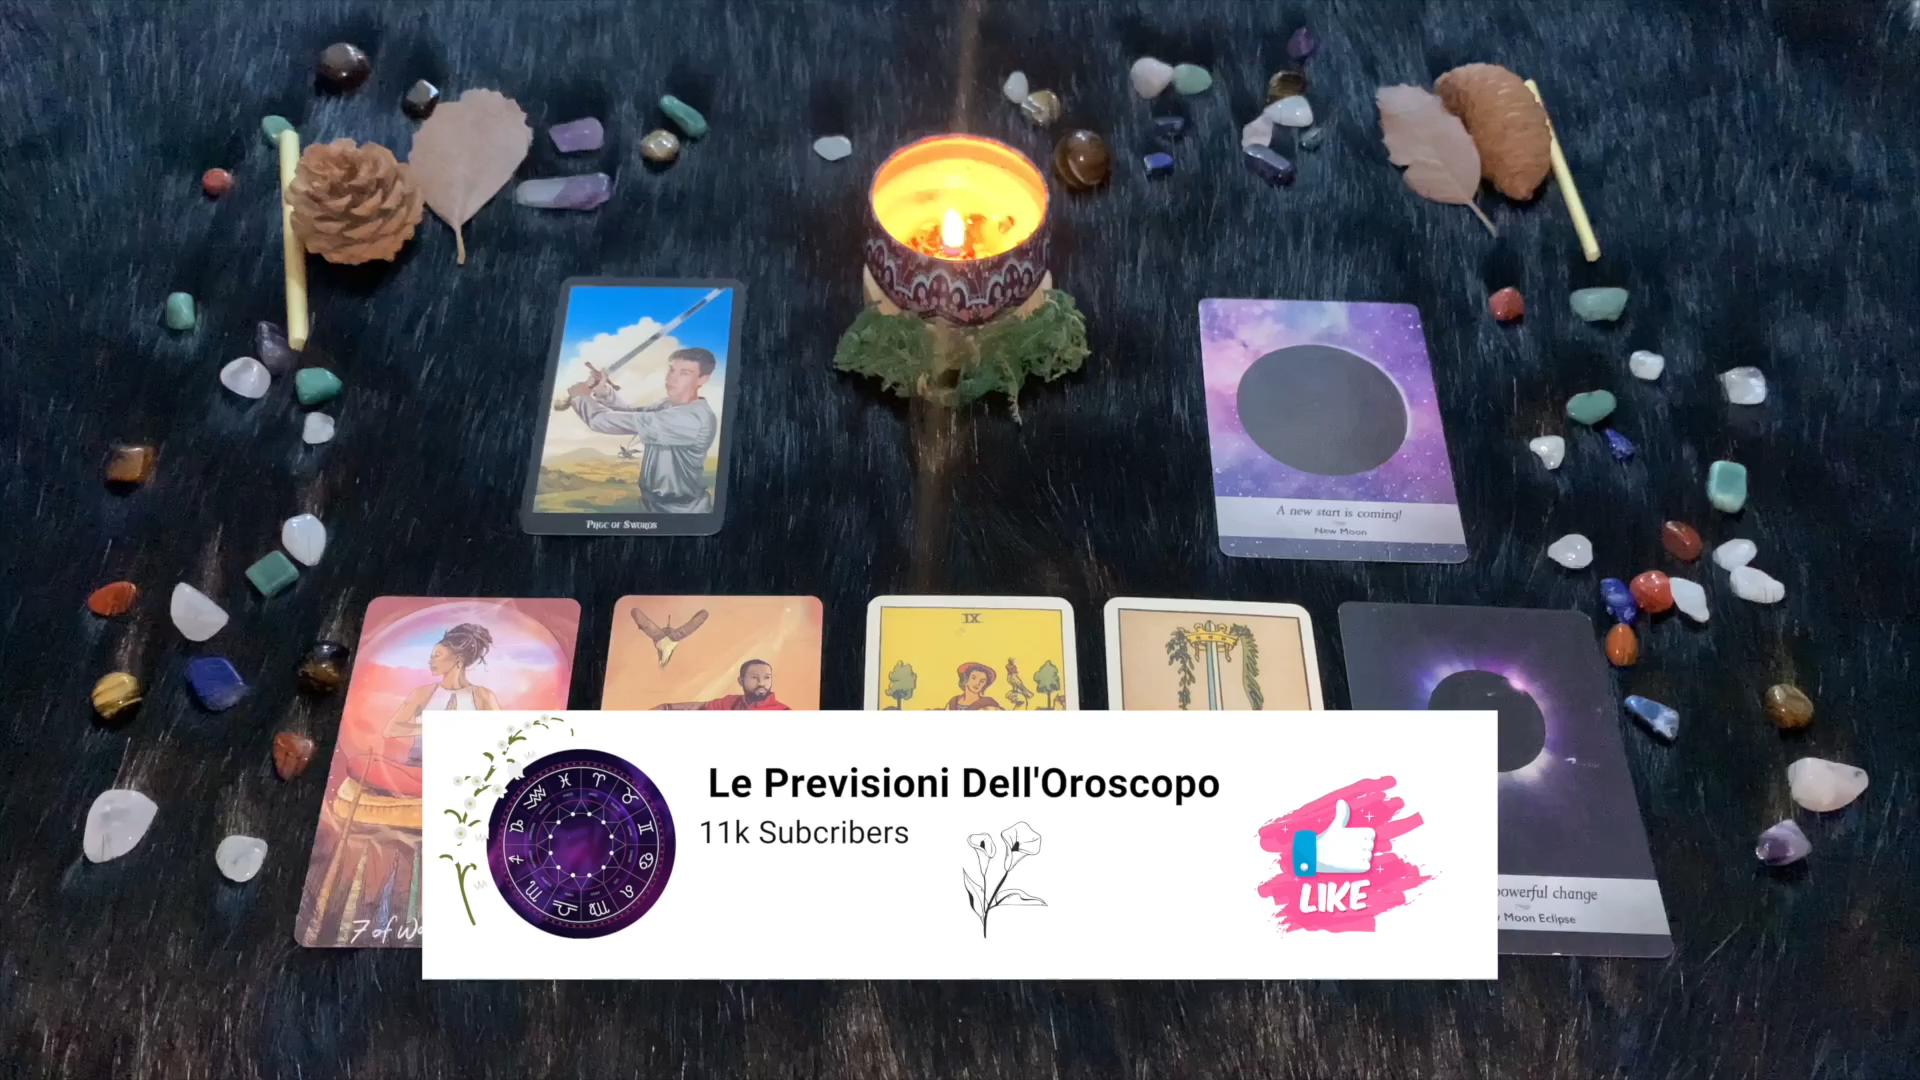 PAGE OF SWORDS
A new start is coming!
New Moon
IX
7 of
Le Previsioni Dell'Oroscopo
11k Subcribers
LIKE
powerful change
Moon Eclipse